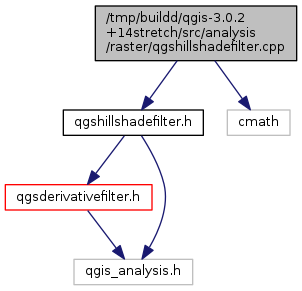 /tmp/buildd/qgis-3.0.2
+14stretch/src/analysis
/raster/qgshillshadefilter.cpp
qgshillshadefilter.h
cmath
qgsderivativefilter.h
qgis_analysis.h